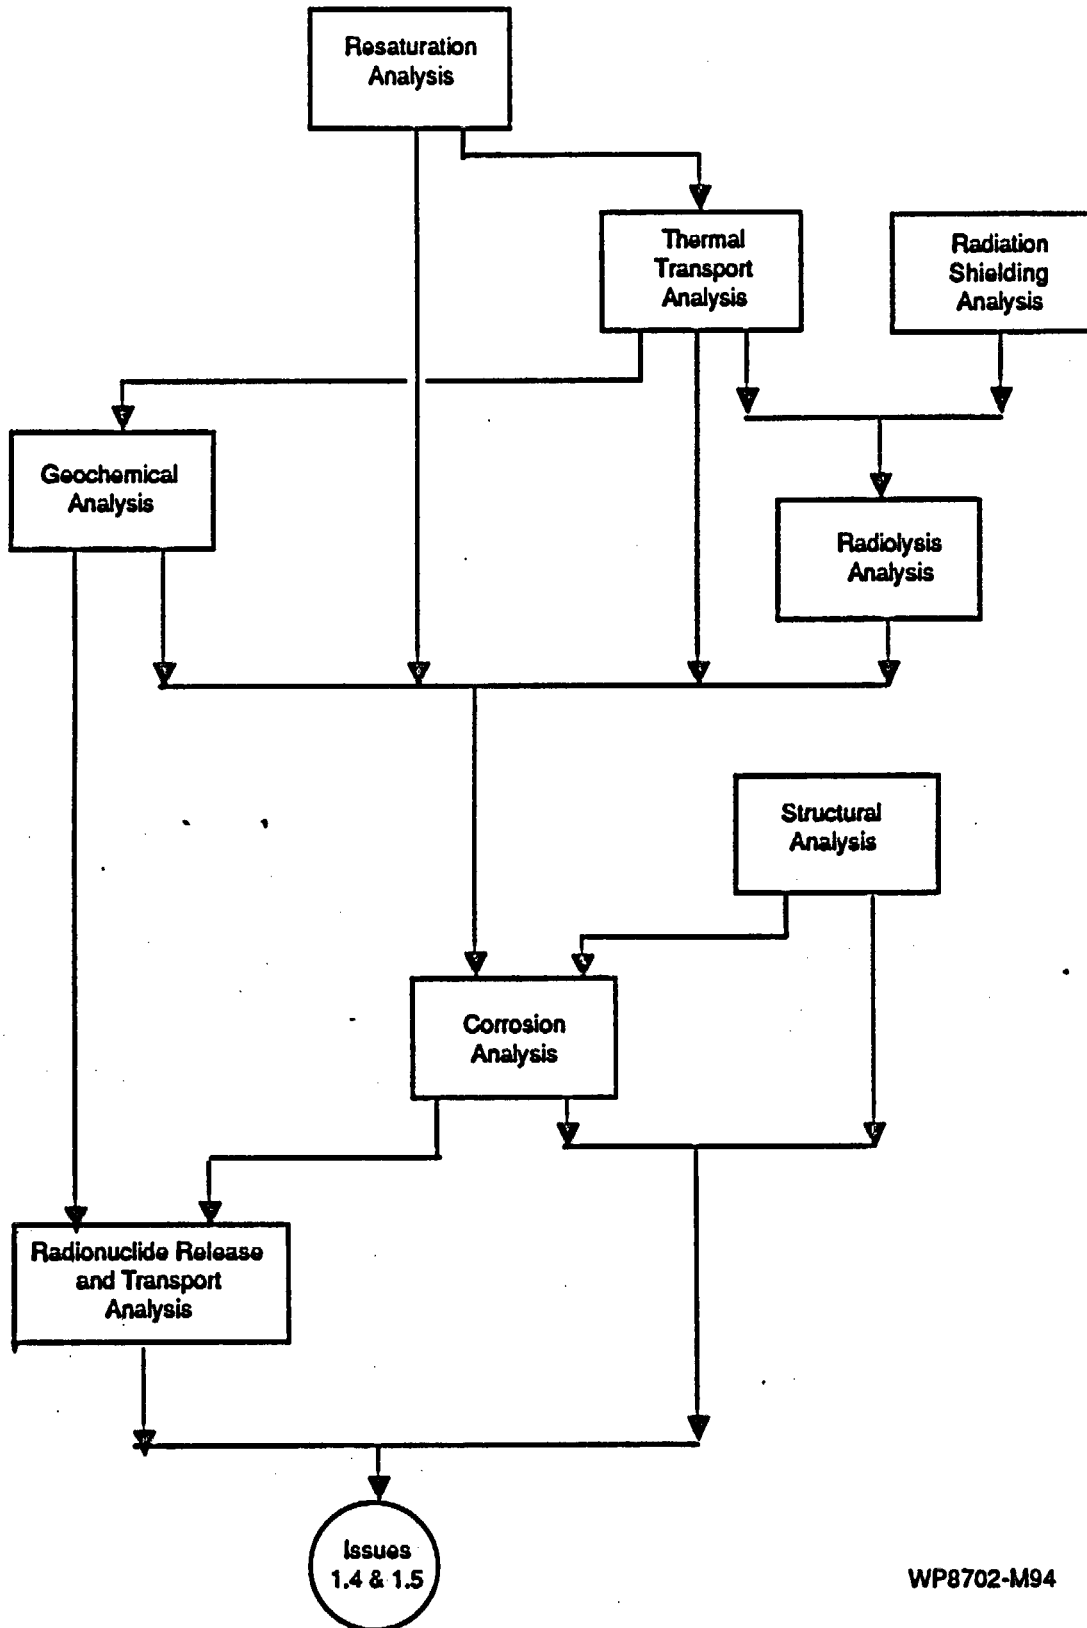 Resaturation
Analysis
Thermal
Transport
Analysis
Radiation
Shielding
Analysis
Geochemical
Analysis
Radiolysis
Analysis
Structural
Analysis
Corrosion
Analysis
Radionuclide Release
and Transport
Analysis
Issues
1.4 & 1.5
WP8702-M94